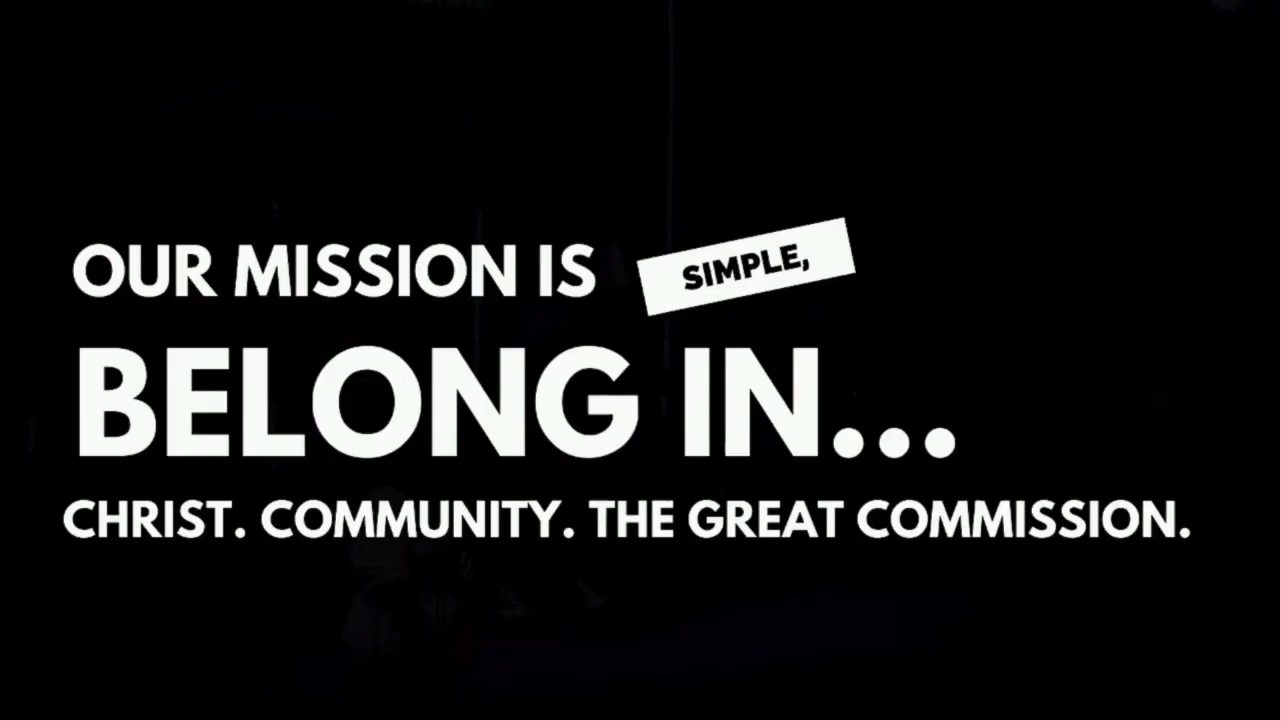 OUR MISSION IS SIMPLE,
BELONG IN...
CHRIST. COMMUNITY. THE GREAT COMMISSION.